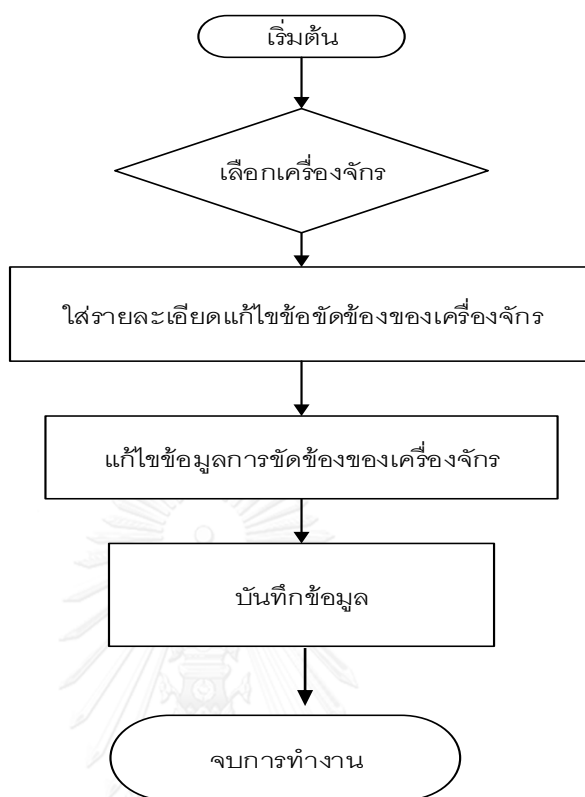 เริ่มต้น
เลือกเครื่องจักร
ใส่รายละเอียดแก้ไขข้อขัดข้องของเครื่องจักร
แก้ไขข้อมูลการขัดข้องของเครื่องจักร
บันทึกข้อมูล
จบการทำงาน